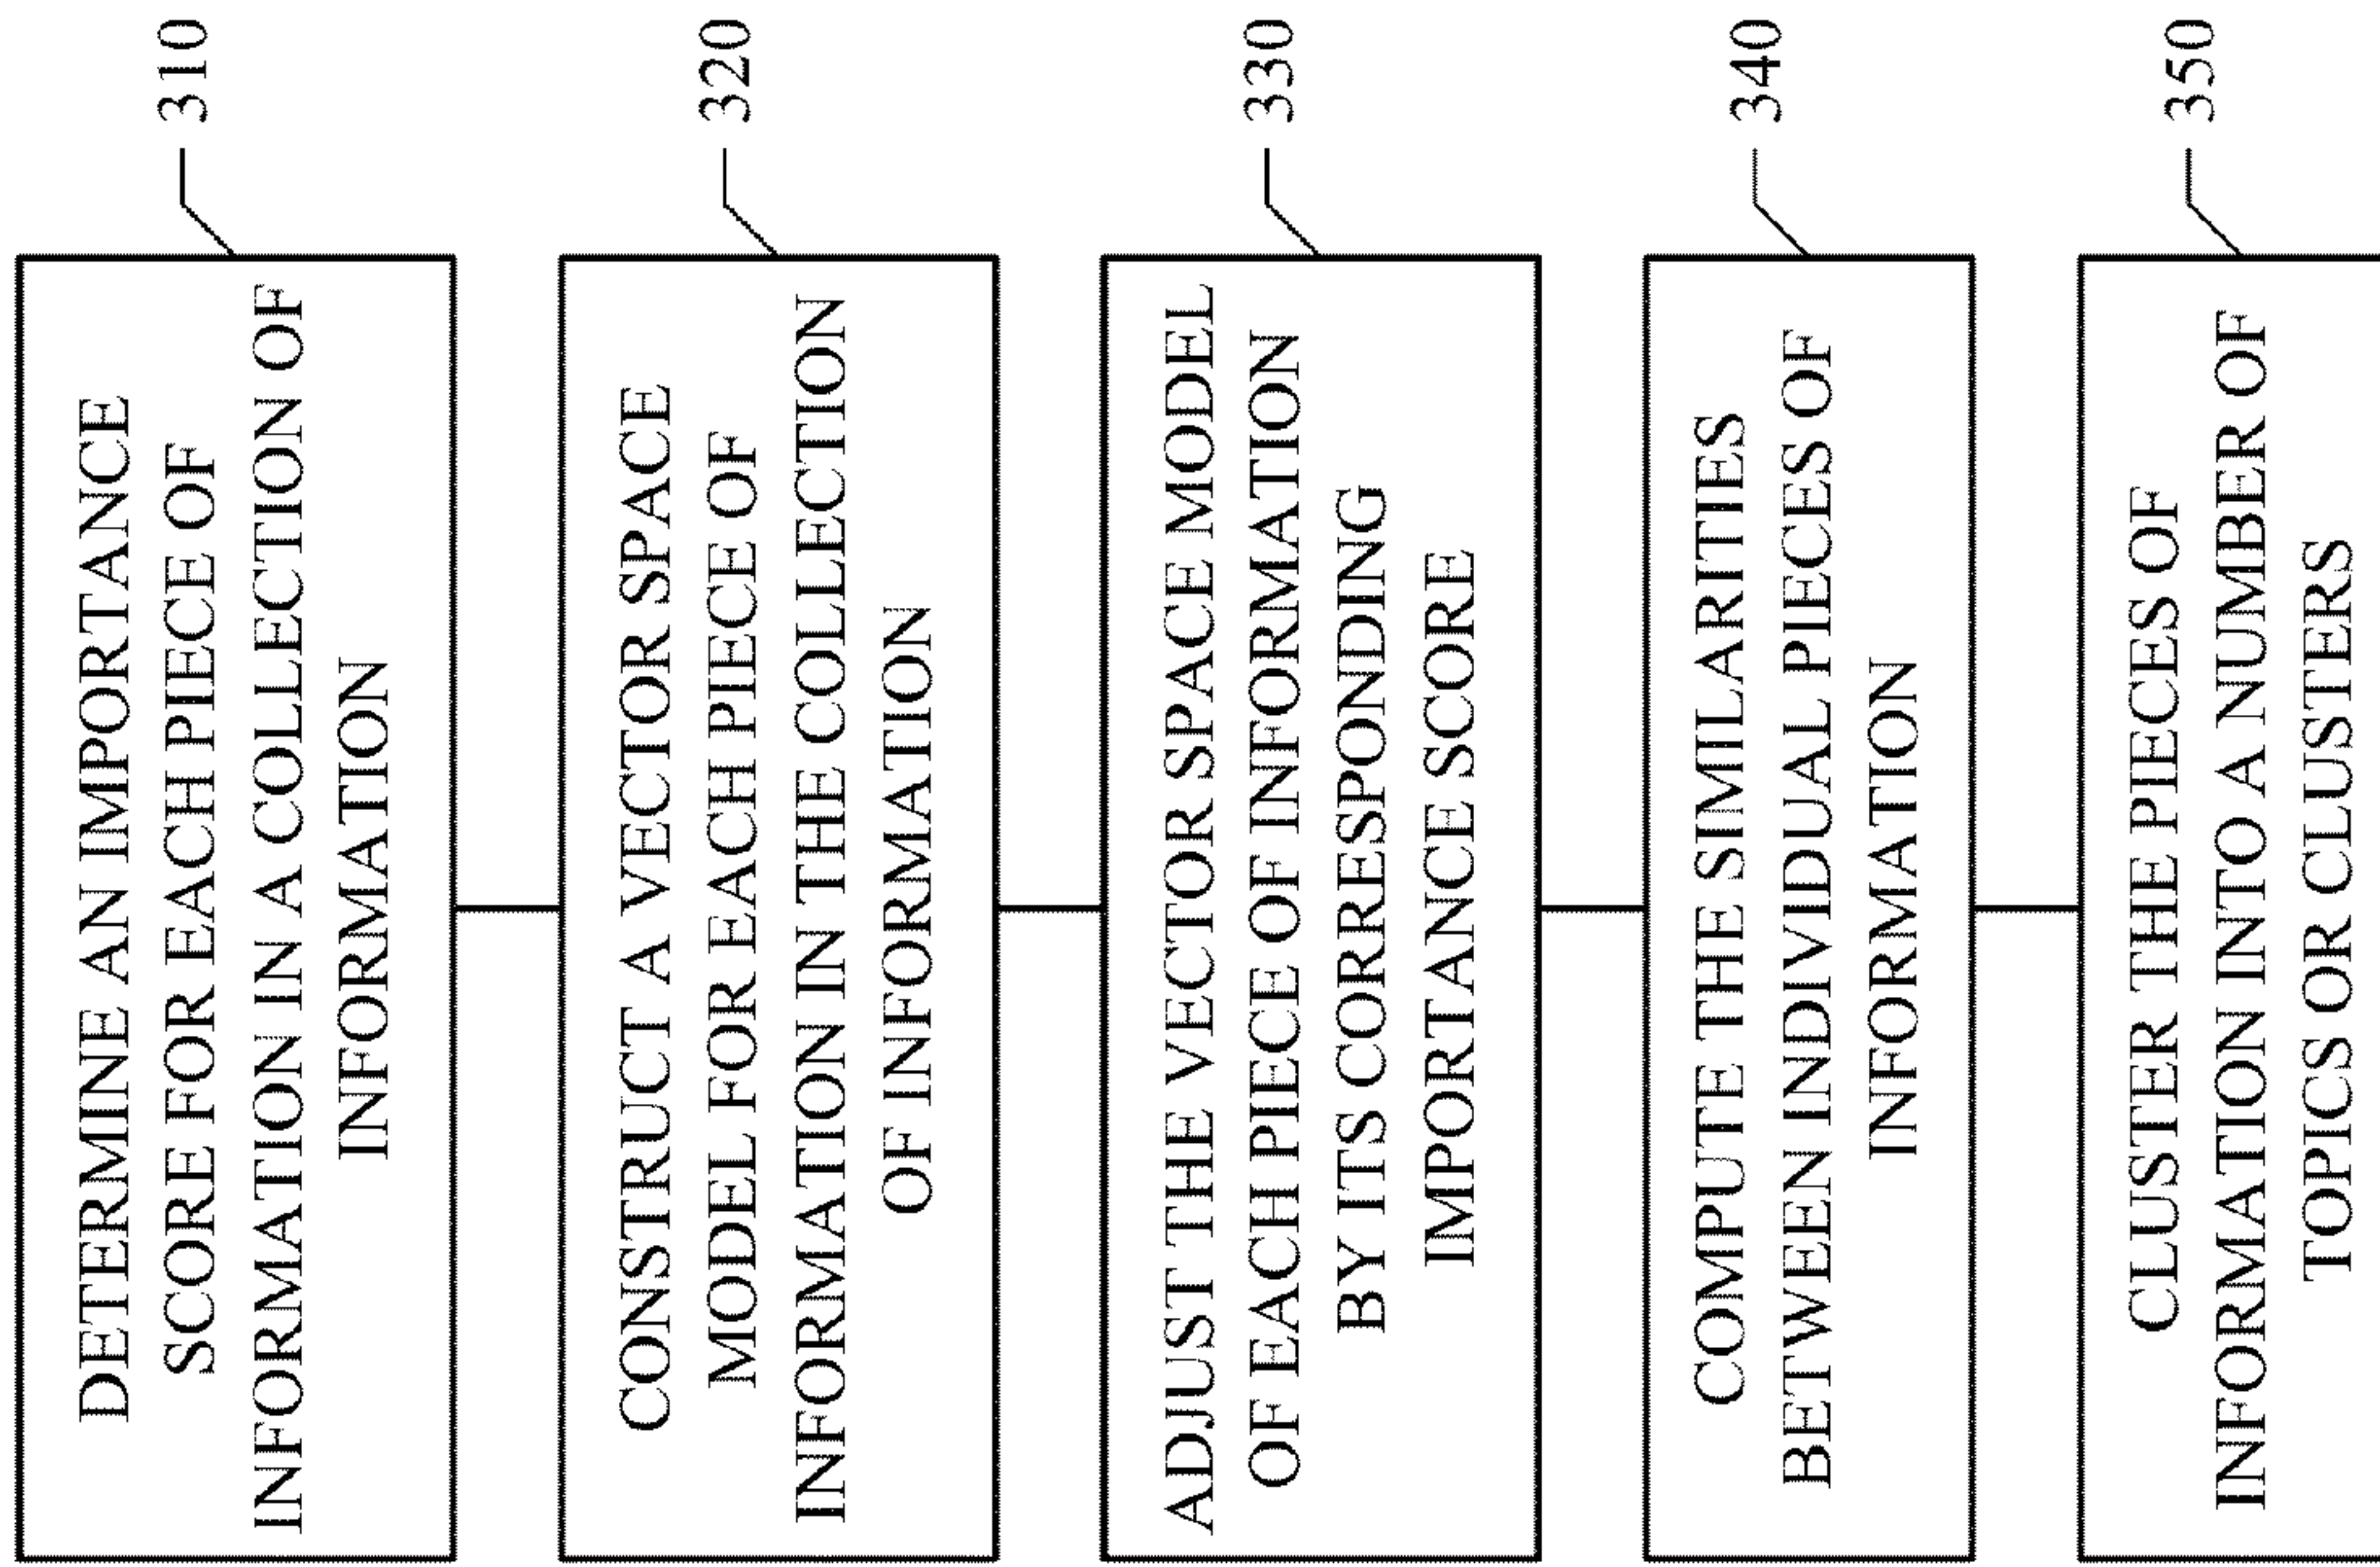 DETERMINE AN IMPORTANCE
SCORE FOR EACH PIECE OF
INFORMATION IN A COLLECTION OF
INFORMATION
310
CONSTRUCT A VECTOR SPACE
MODEL FOR EACH PIECE OF
INFORMATION IN THE COLLECTION
OF INFORMATION
320
ADJUST THE VECTOR SPACE MODEL
OF EACH PIECE OF INFORMATION
BY ITS CORRESPONDING
IMPORTANCE SCORE
330
COMPUTE THE SIMILARITIES
BETWEEN INDIVIDUAL PIECES OF
INFORMATION
340
CLUSTER THE PIECES OF
INFORMATION INTO A NUMBER OF
TOPICS OR CLUSTERS
350